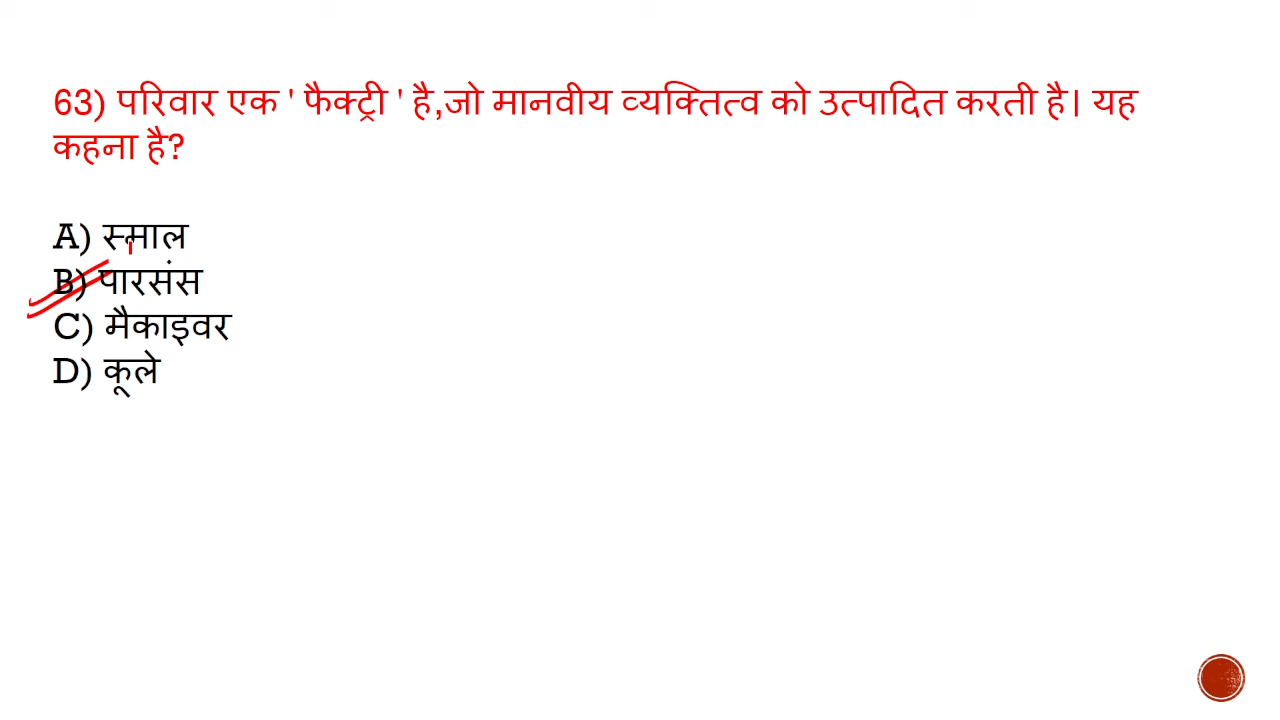 63) परिवार एक ' फैक्ट्री ' है,जो मानवीय व्यक्तित्व को उत्पादित करती है। यह
कहना है?
A) स्माल
B) पारसंस
C) मैकाइवर
D) कूले